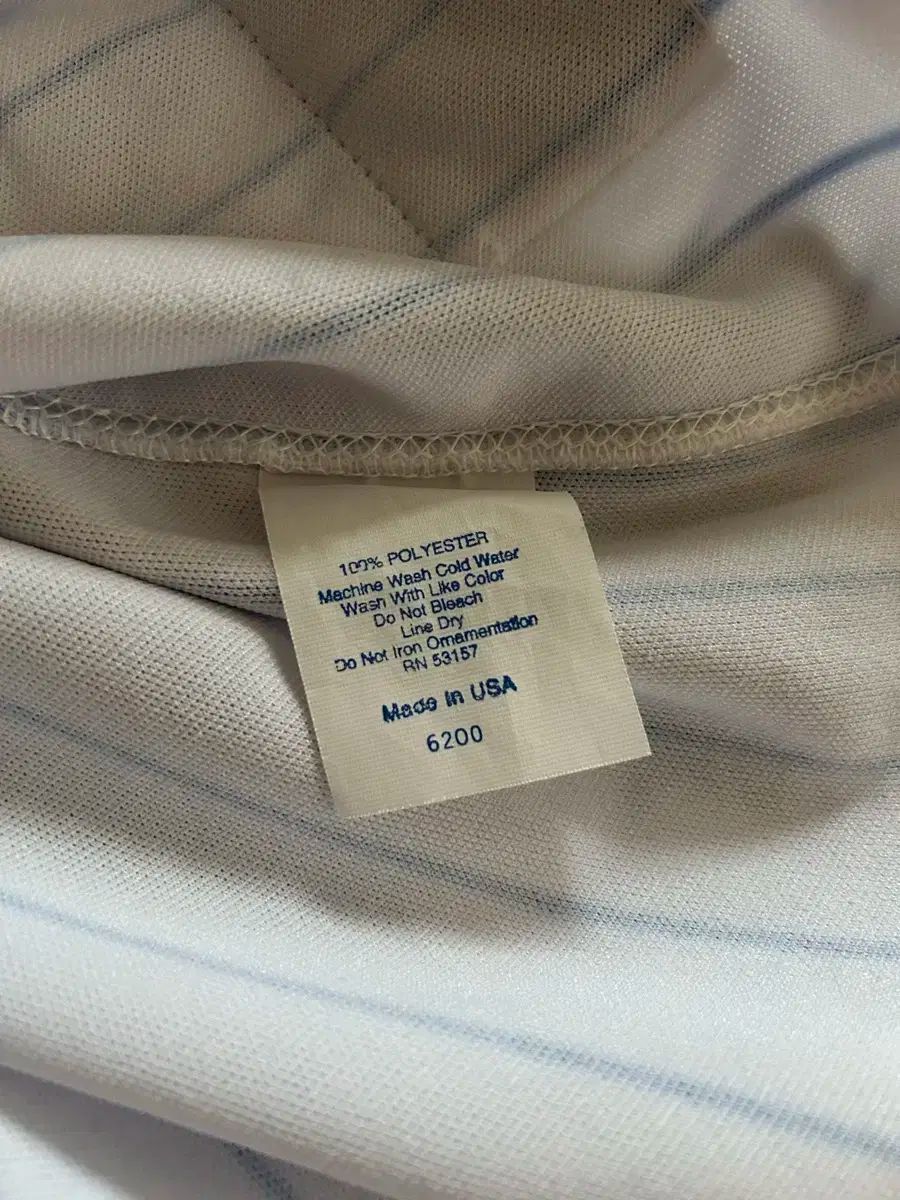 100% POLYESTER
Machine Wash Cold Water
Wash With Like Color
Do Not Bleach
Line Dry
Do Not Iron Ornamentation
RN 53157
Made In USA
6200